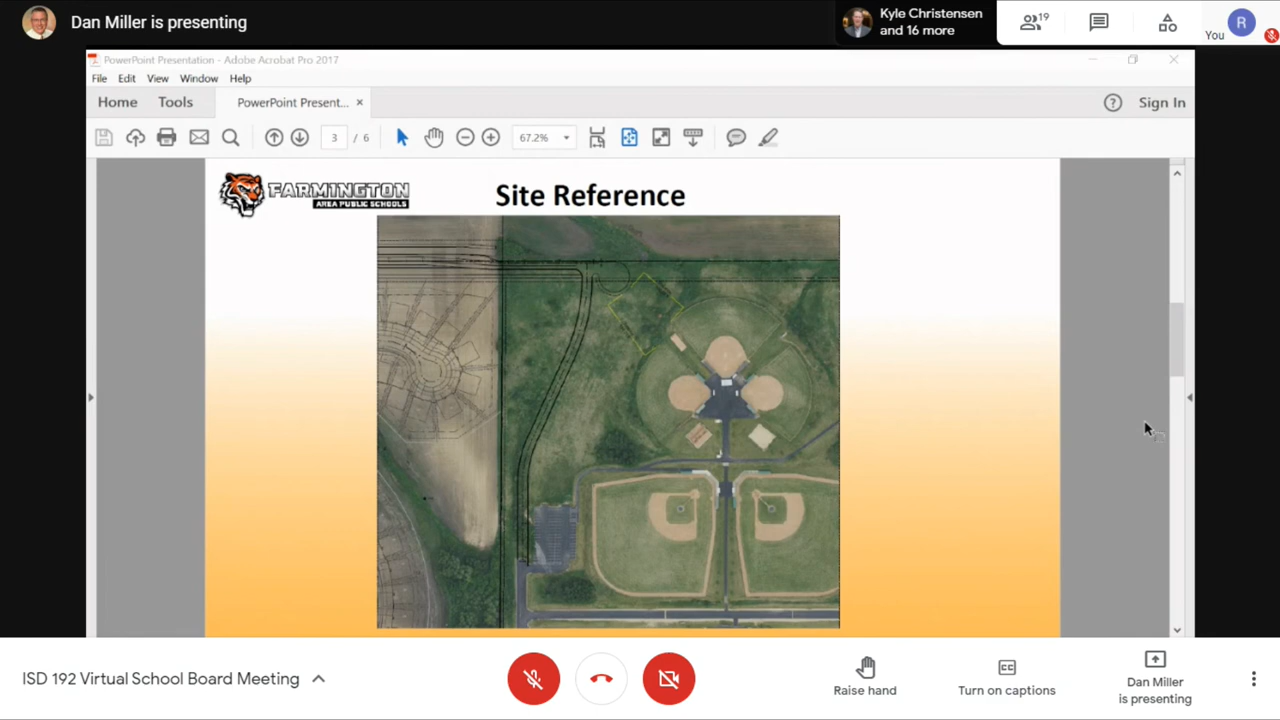 Dan Miller is presenting
Kyle Christensen
and 16 more
19
You
R
PowerPoint Presentation - Adobe Acrobat Pro 2017
File Edit View Window Help
Home Tools PowerPoint Present... ×
? Sign In
3 / 6 67.2%
FARMINGTON
AREA PUBLIC SCHOOLS
Site Reference
ISD 192 Virtual School Board Meeting
Raise hand
Turn on captions
Dan Miller
is presenting